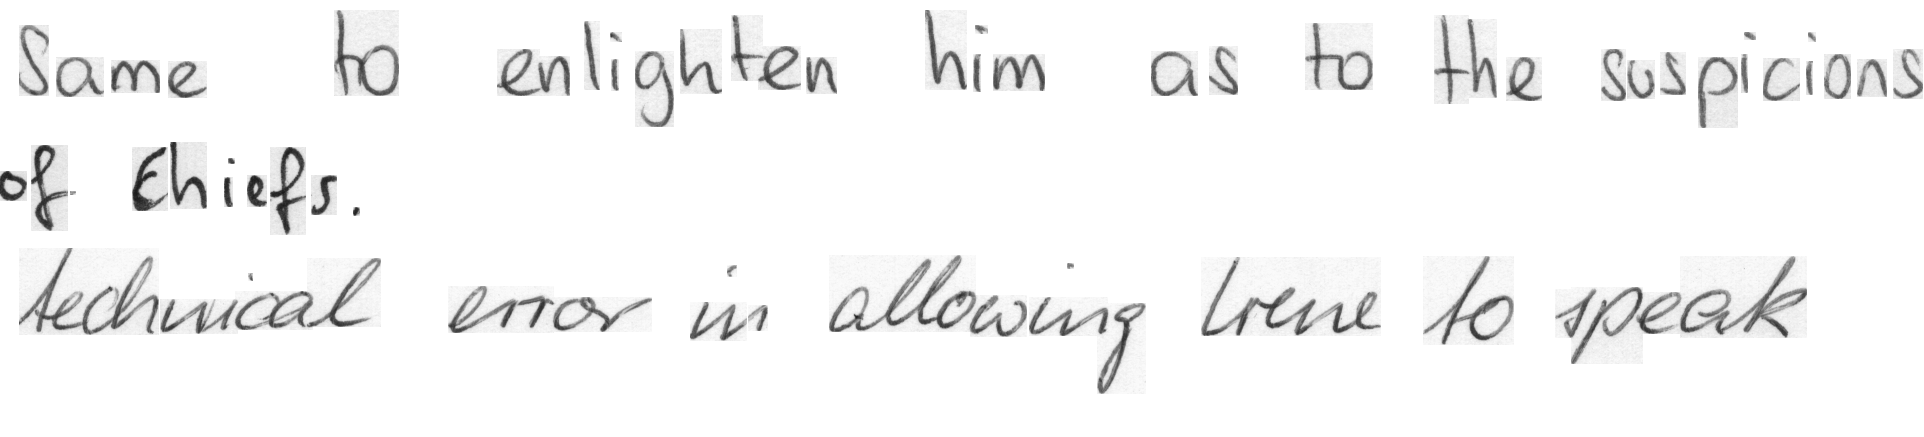 Same to enlighten him as to the suspicions
of Chiefs.
technical error in allowing Irene to speak